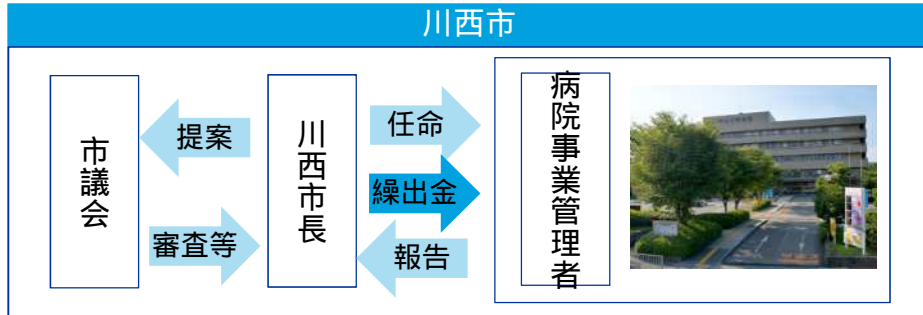 川西市
市議会
提案
審査等
川西市長
任命
繰出金
報告
病院事業管理者